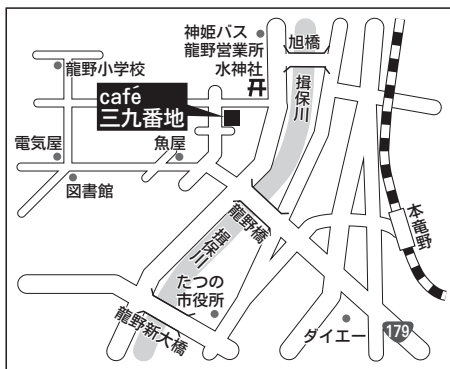 神姫バス
龍野営業所
水神社
旭橋
龍野小学校
café
三九番地
揖保川
電気屋
魚屋
図書館
龍野橋
本竜野
揖保川
たつの
市役所
龍野新大橋
ダイエー
179